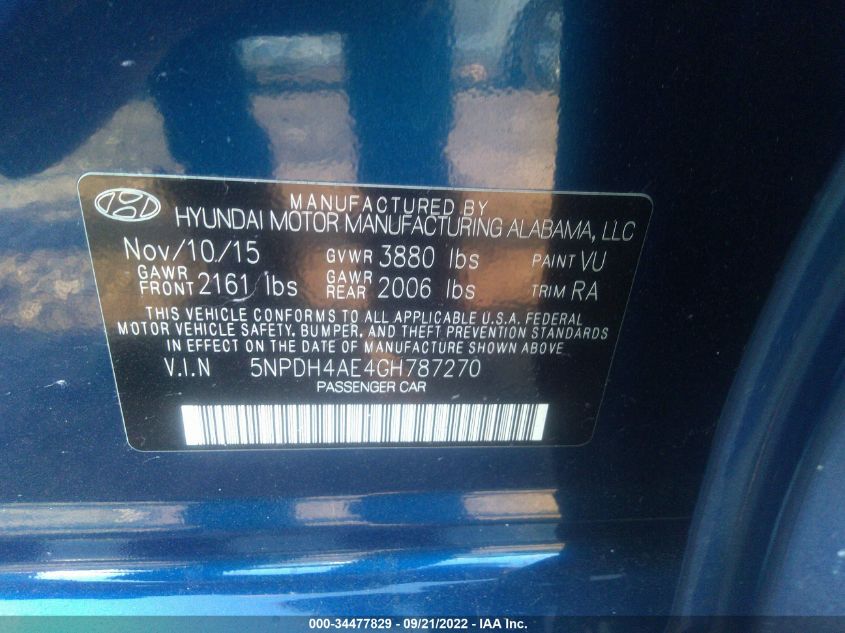 MANUFACTURED BY
HYUNDAI MOTOR MANUFACTURING ALABAMA, LLC
Nov/10/15 GVWR 3880 lbs PAINT VU
GAWR FRONT 2161 lbs GAWR REAR 2006 lbs TRIM RA
THIS VEHICLE CONFORMS TO ALL APPLICABLE U.S.A. FEDERAL
MOTOR VEHICLE SAFETY, BUMPER, AND THEFT PREVENTION STANDARDS
IN EFFECT ON THE DATE OF MANUFACTURE SHOWN ABOVE
V.I.N 5NPDH4AE4GH787270
PASSENGER CAR
000-34477829 - 09/21/2022 - IAA Inc.